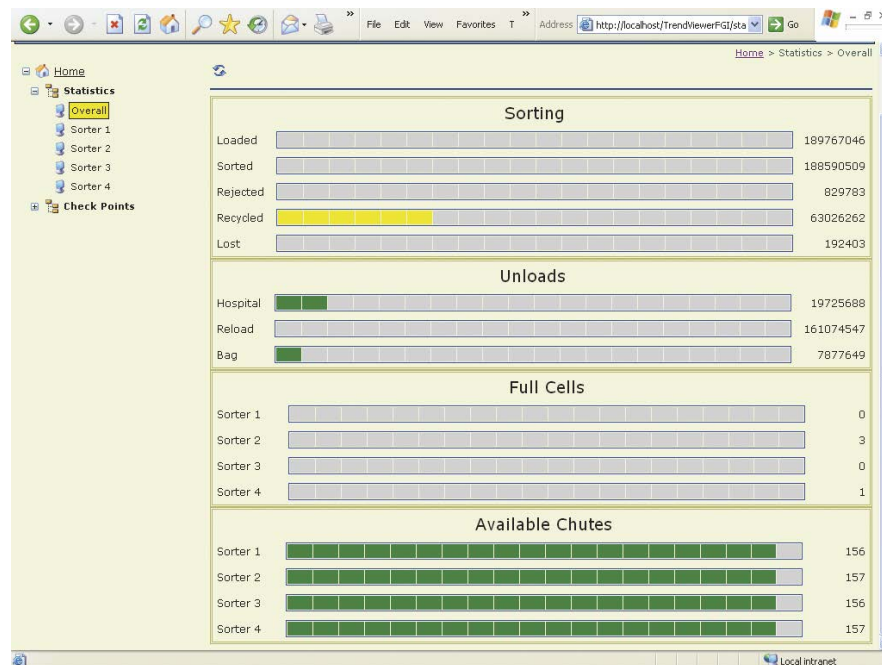 File Edit View Favorites T Address http://localhost/TrendViewerFGI/sta Go
Home > Statistics > Overall
Home
Statistics
Overall
Sorter 1
Sorter 2
Sorter 3
Sorter 4
Check Points
Sorting
Loaded 189767046
Sorted 188590509
Rejected 829783
Recycled 63026262
Lost 192403
Unloads
Hospital 19725688
Reload 161074547
Bag 7877649
Full Cells
Sorter 1 0
Sorter 2 3
Sorter 3 0
Sorter 4 1
Available Chutes
Sorter 1 156
Sorter 2 157
Sorter 3 156
Sorter 4 157
Local intranet